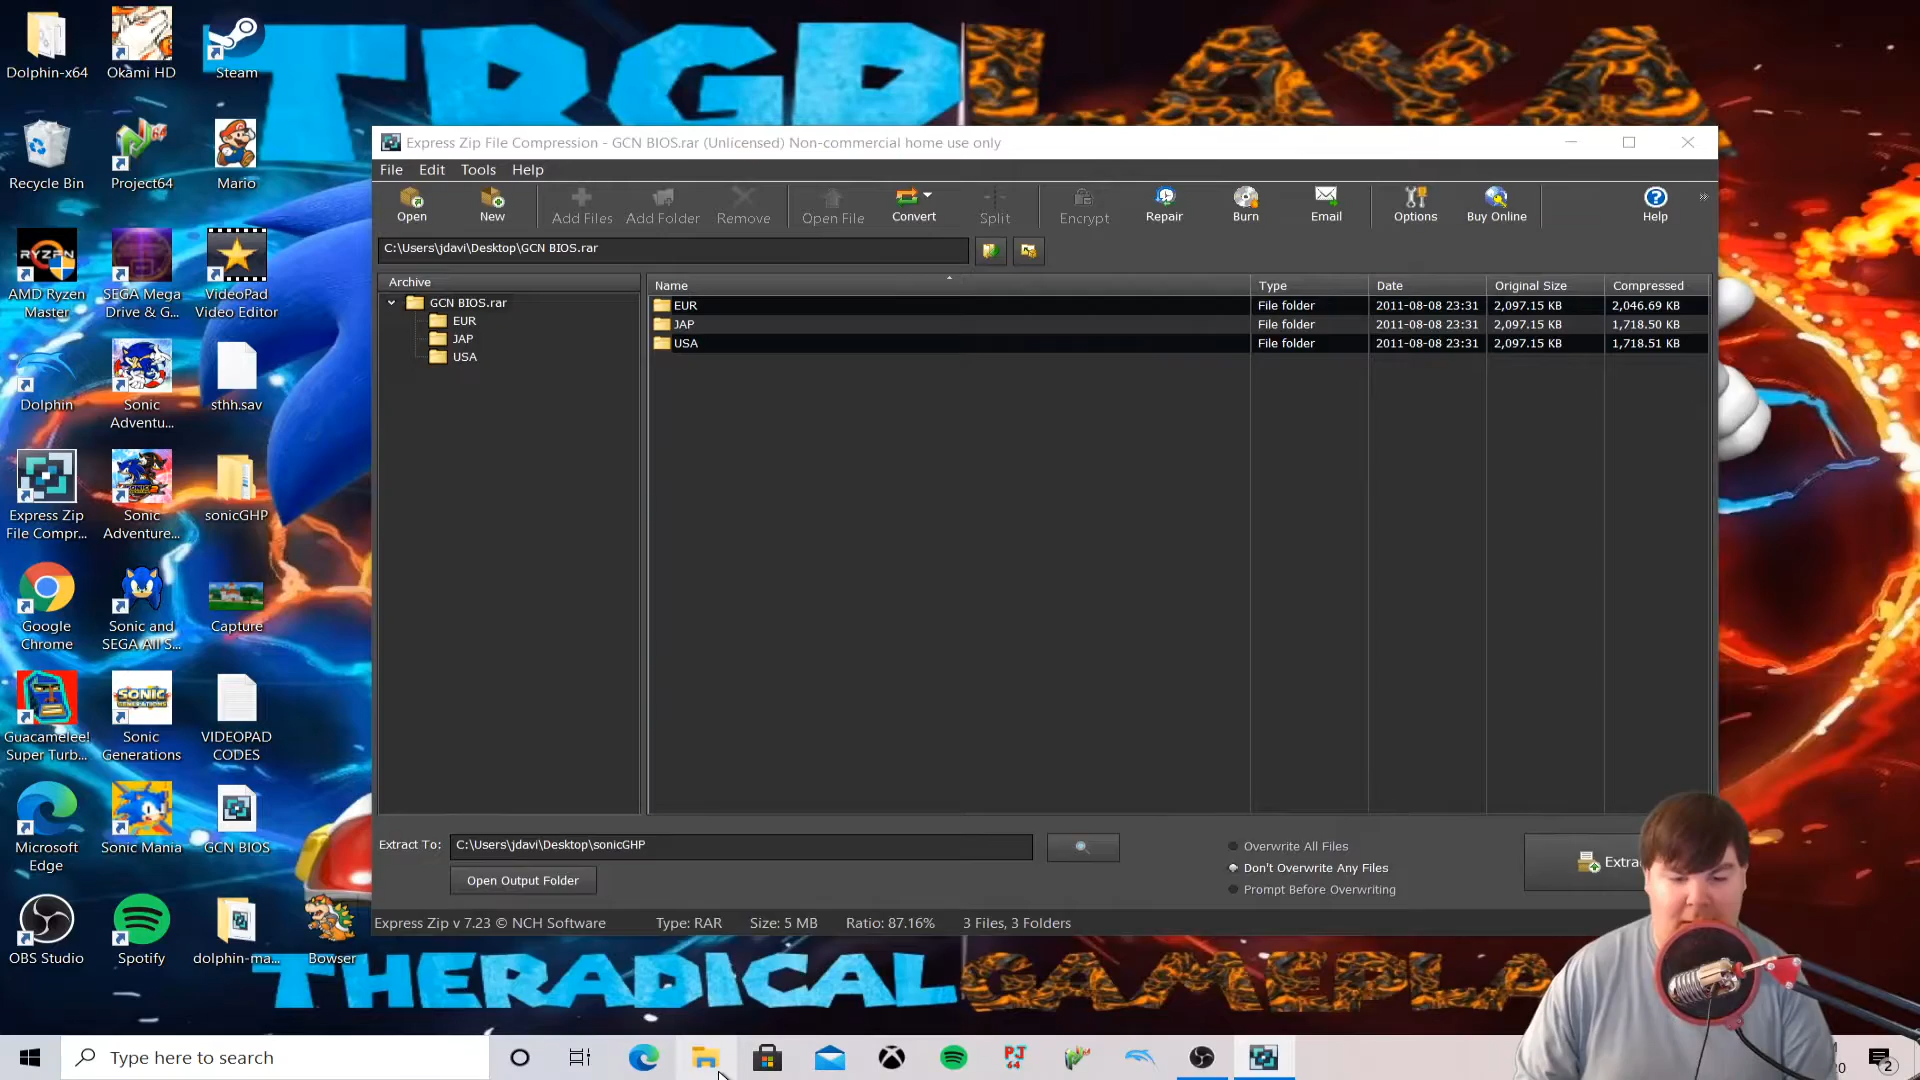 TRGPLAYA
Dolphin-x64
Okami HD
Steam
Recycle Bin
Project64
Mario
RYZEN
AMD Ryzen
Master
SEGA Mega
Drive & G...
VideoPad
Video Editor
Dolphin
Sonic
Adventu...
sthh.sav
Express Zip
File Compr...
Sonic
Adventure...
sonicGHP
Google
Chrome
Sonic and
SEGA All S...
Capture
Guacamelee!
Super Turb...
SONIC
Sonic
Generations
VIDEOPAD
CODES
Microsoft
Edge
Sonic Mania
GCN BIOS
OBS Studio
Spotify
dolphin-ma...
Bowser
Express Zip File Compression - GCN BIOS.rar (Unlicensed) Non-commercial home use only
File Edit Tools Help
Open New Add Files Add Folder Remove Open File Convert Split Encrypt Repair Burn Email Options Buy Online Help
C:\Users\jdavi\Desktop\GCN BIOS.rar
Archive
GCN BIOS.rar
EUR
JAP
USA
Name Type Date Original Size Compressed
EUR File folder 2011-08-08 23:31 2,097.15 KB 2,046.69 KB
JAP File folder 2011-08-08 23:31 2,097.15 KB 1,718.50 KB
USA File folder 2011-08-08 23:31 2,097.15 KB 1,718.51 KB
Extract To: C:\Users\jdavi\Desktop\sonicGHP
Open Output Folder
Overwrite All Files
Don't Overwrite Any Files
Prompt Before Overwriting
Extra
Express Zip v 7.23 © NCH Software Type: RAR Size: 5 MB Ratio: 87.16% 3 Files, 3 Folders
THERADICALGAMEPLA
Type here to search
PJ
64
2